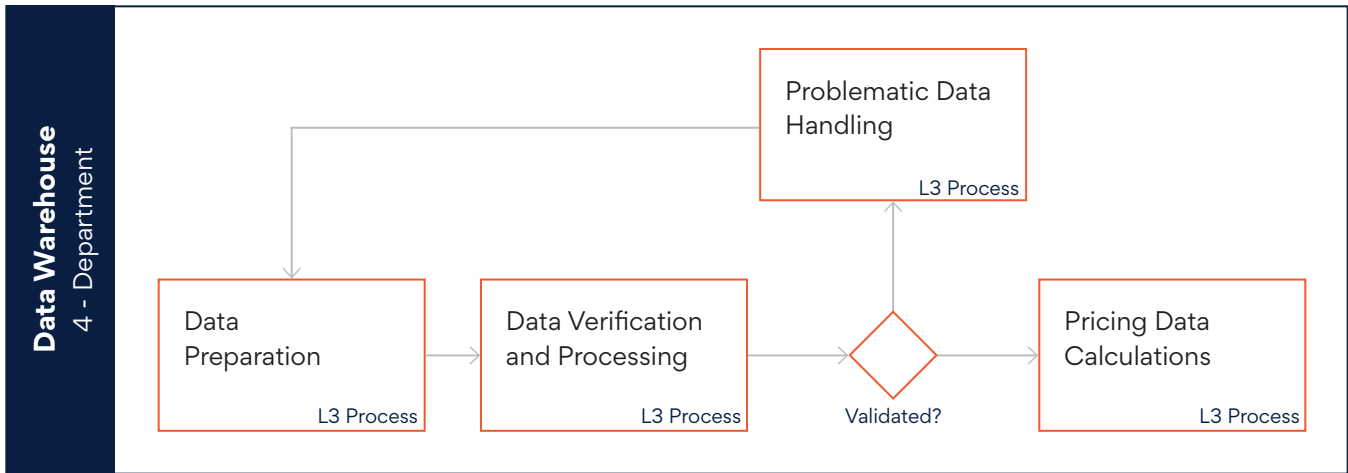 Data Warehouse
4 - Department
Problematic Data
Handling
L3 Process
Data
Preparation
L3 Process
Data Verification
and Processing
L3 Process
Validated?
Pricing Data
Calculations
L3 Process